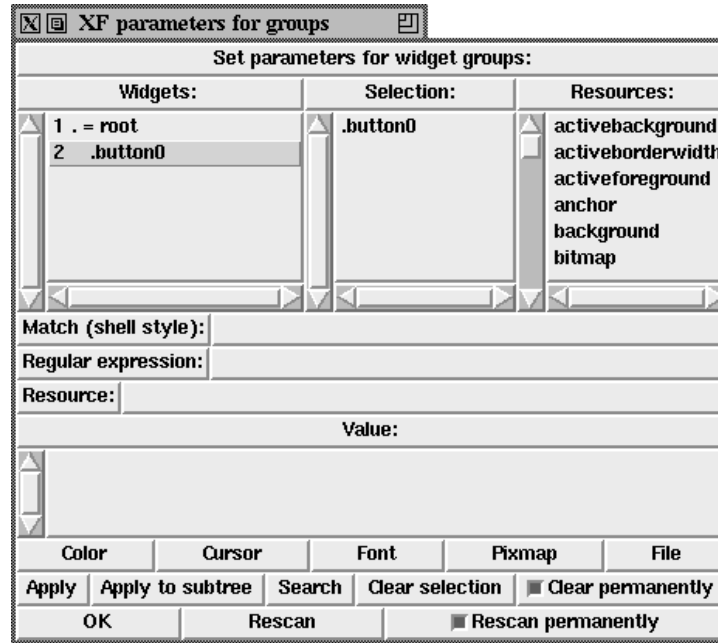 XF parameters for groups
Set parameters for widget groups:
Widgets: Selection: Resources:
1 . = root .button0 activebackground
2 .button0 activeborderwidth
activeforeground
anchor
background
bitmap
Match (shell style):
Regular expression:
Resource:
Value:
Color Cursor Font Pixmap File
Apply Apply to subtree Search Clear selection Clear permanently
OK Rescan Rescan permanently